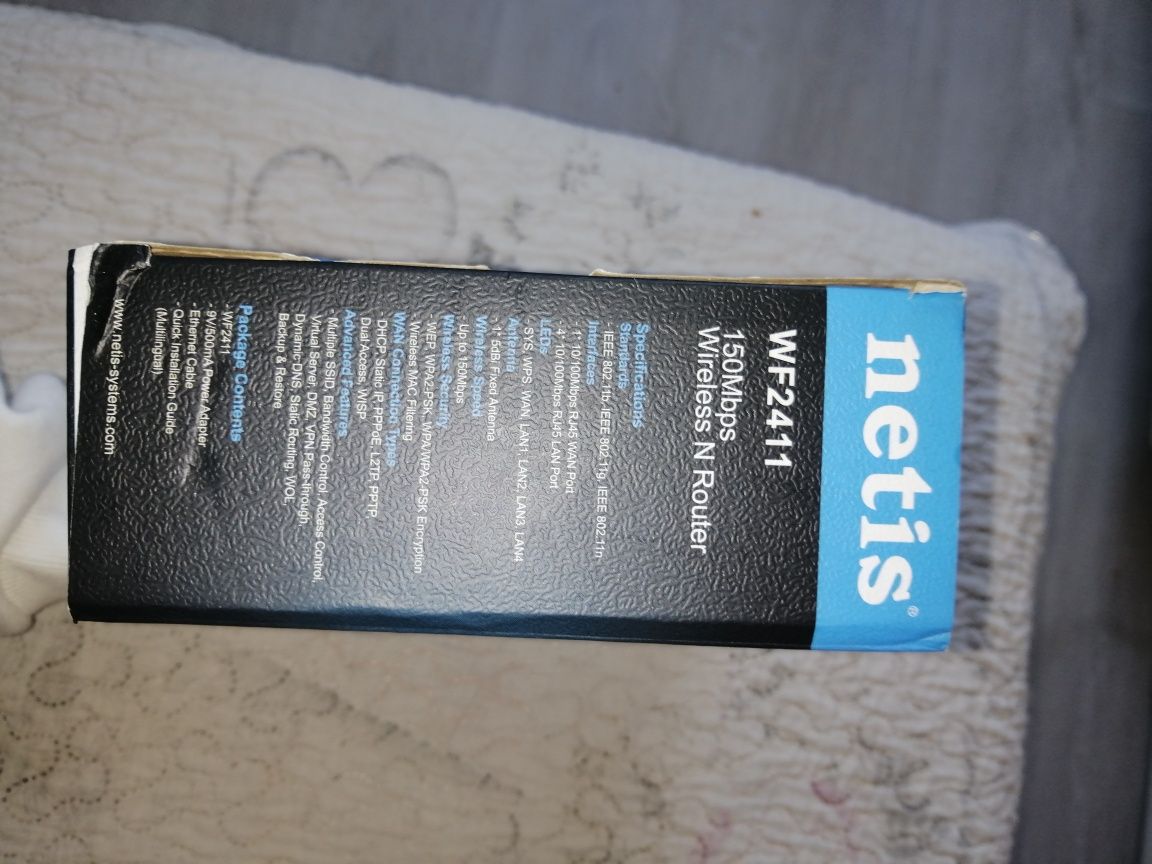 netis®
WF2411
150Mbps
Wireless N Router
Specifications
Standards
- IEEE 802.11b, IEEE 802.11g, IEEE 802.11n
Interfaces
- 1*10/100Mbps RJ45 WAN Port
4*10/100Mbps RJ45 LAN Port
LEDs
- SYS, WPS, WAN, LAN1, LAN2, LAN3, LAN4
Antenna
- 1* 5dBi Fixed Antenna
Wireless Speed
- Up to 150Mbps
Wireless Security
- WEP, WPA2-PSK, WPA/WPA2-PSK Encryption
Wireless MAC Filtering
WAN Connection Types
- DHCP, Static IP, PPPoE, L2TP, PPTP,
Dual Access, WISP
Advanced Features
- Multiple SSID, Bandwidth Control, Access Control,
Virtual Server, DMZ, VPN Pass-through,
Dynamic DNS, Static Routing, WOL,
Backup & Restore
Package Contents
- WF2411
- 9V/500mA Power Adapter
- Ethernet Cable
- Quick Installation Guide
(Multilingual)
www.netis-systems.com